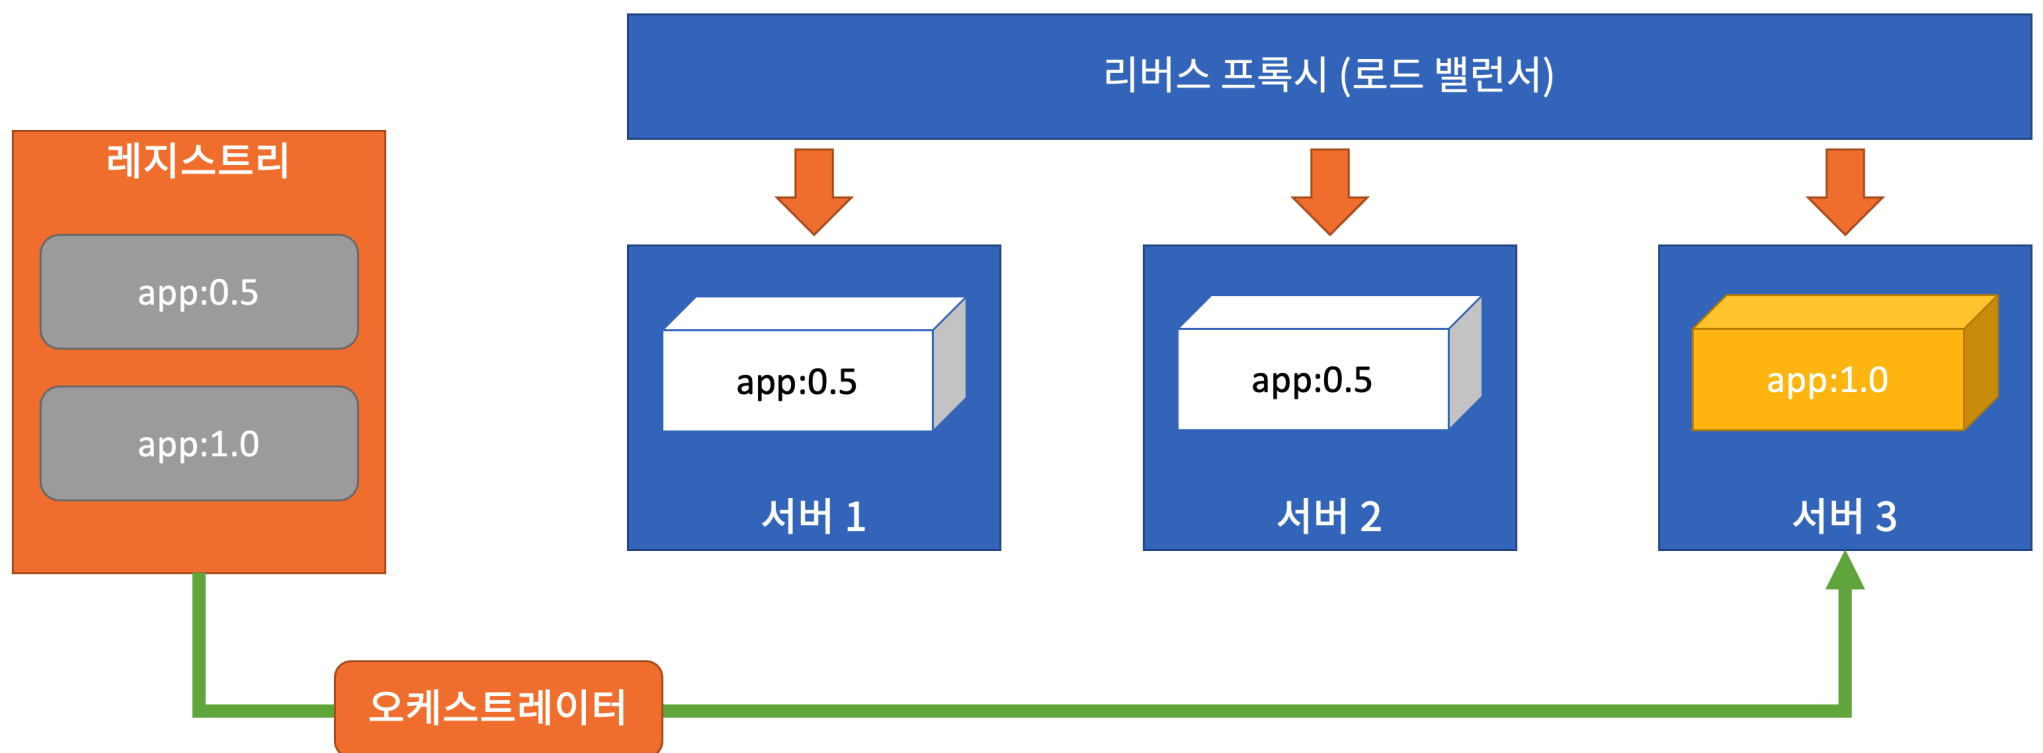 리버스 프록시 (로드 밸런서)
레지스트리
app:0.5
app:1.0
app:0.5
서버 1
app:0.5
서버 2
app:1.0
서버 3
오케스트레이터